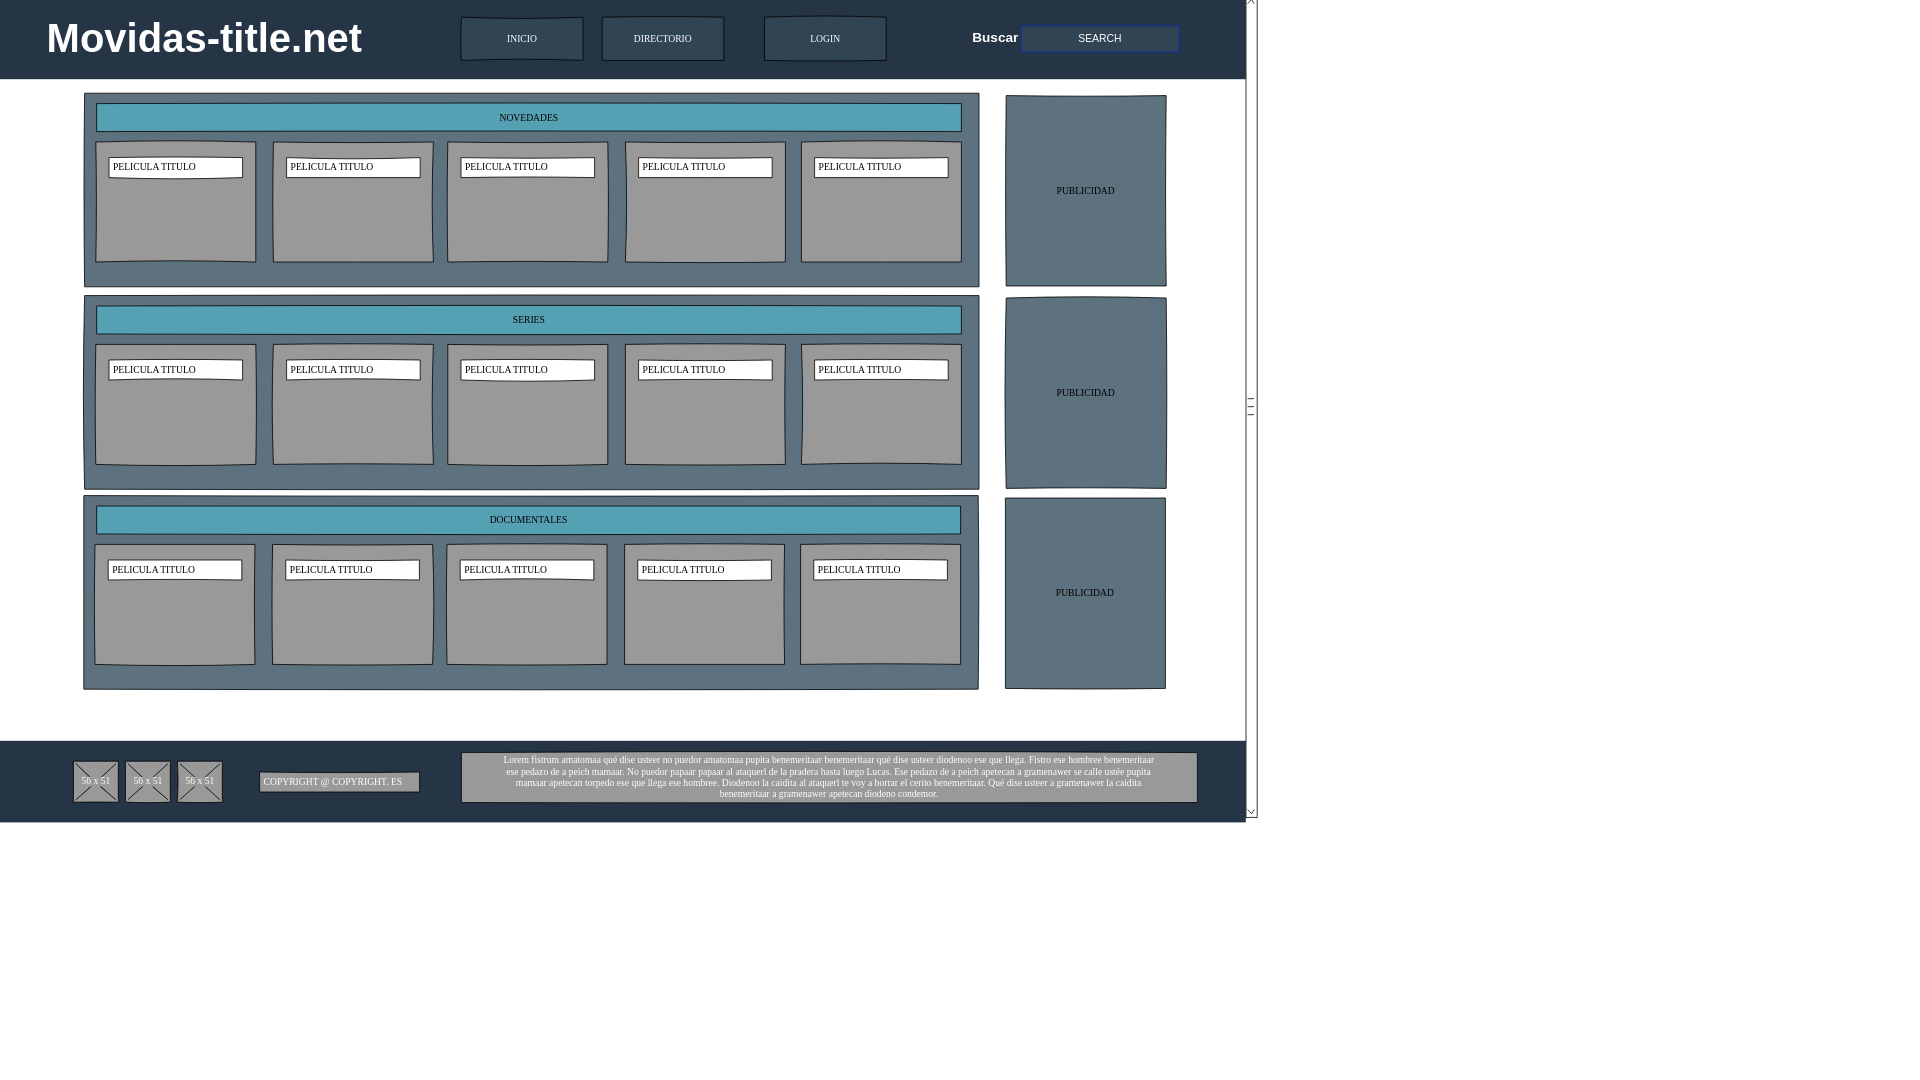 Movidas-title.net
INICIO
DIRECTORIO
LOGIN
Buscar
SEARCH
NOVEDADES
PELICULA TITULO
PELICULA TITULO
PELICULA TITULO
PELICULA TITULO
PELICULA TITULO
PUBLICIDAD
SERIES
PELICULA TITULO
PELICULA TITULO
PELICULA TITULO
PELICULA TITULO
PELICULA TITULO
PUBLICIDAD
DOCUMENTALES
PELICULA TITULO
PELICULA TITULO
PELICULA TITULO
PELICULA TITULO
PELICULA TITULO
PUBLICIDAD
56 x 51
56 x 51
56 x 51
COPYRIGHT @ COPYRIGHT. ES
Lorem fistrum amatomaa qué dise usteer no puedor amatomaa pupita benemeritaar benemeritaar qué dise usteer diodenoo ese que llega. Fistro ese hombree benemeritaar
ese pedazo de a peich mamaar. No puedor papaar papaar al ataquerl de la pradera hasta luego Lucas. Ese pedazo de a peich apetecan a gramenawer se calle ustée pupita
mamaar apetecan torpedo ese que llega ese hombree. Diodenoo la caidita al ataquerl te voy a borrar el cerito benemeritaar. Qué dise usteer a gramenawer la caidita
benemeritaar a gramenawer apetecan diodeno condemor.